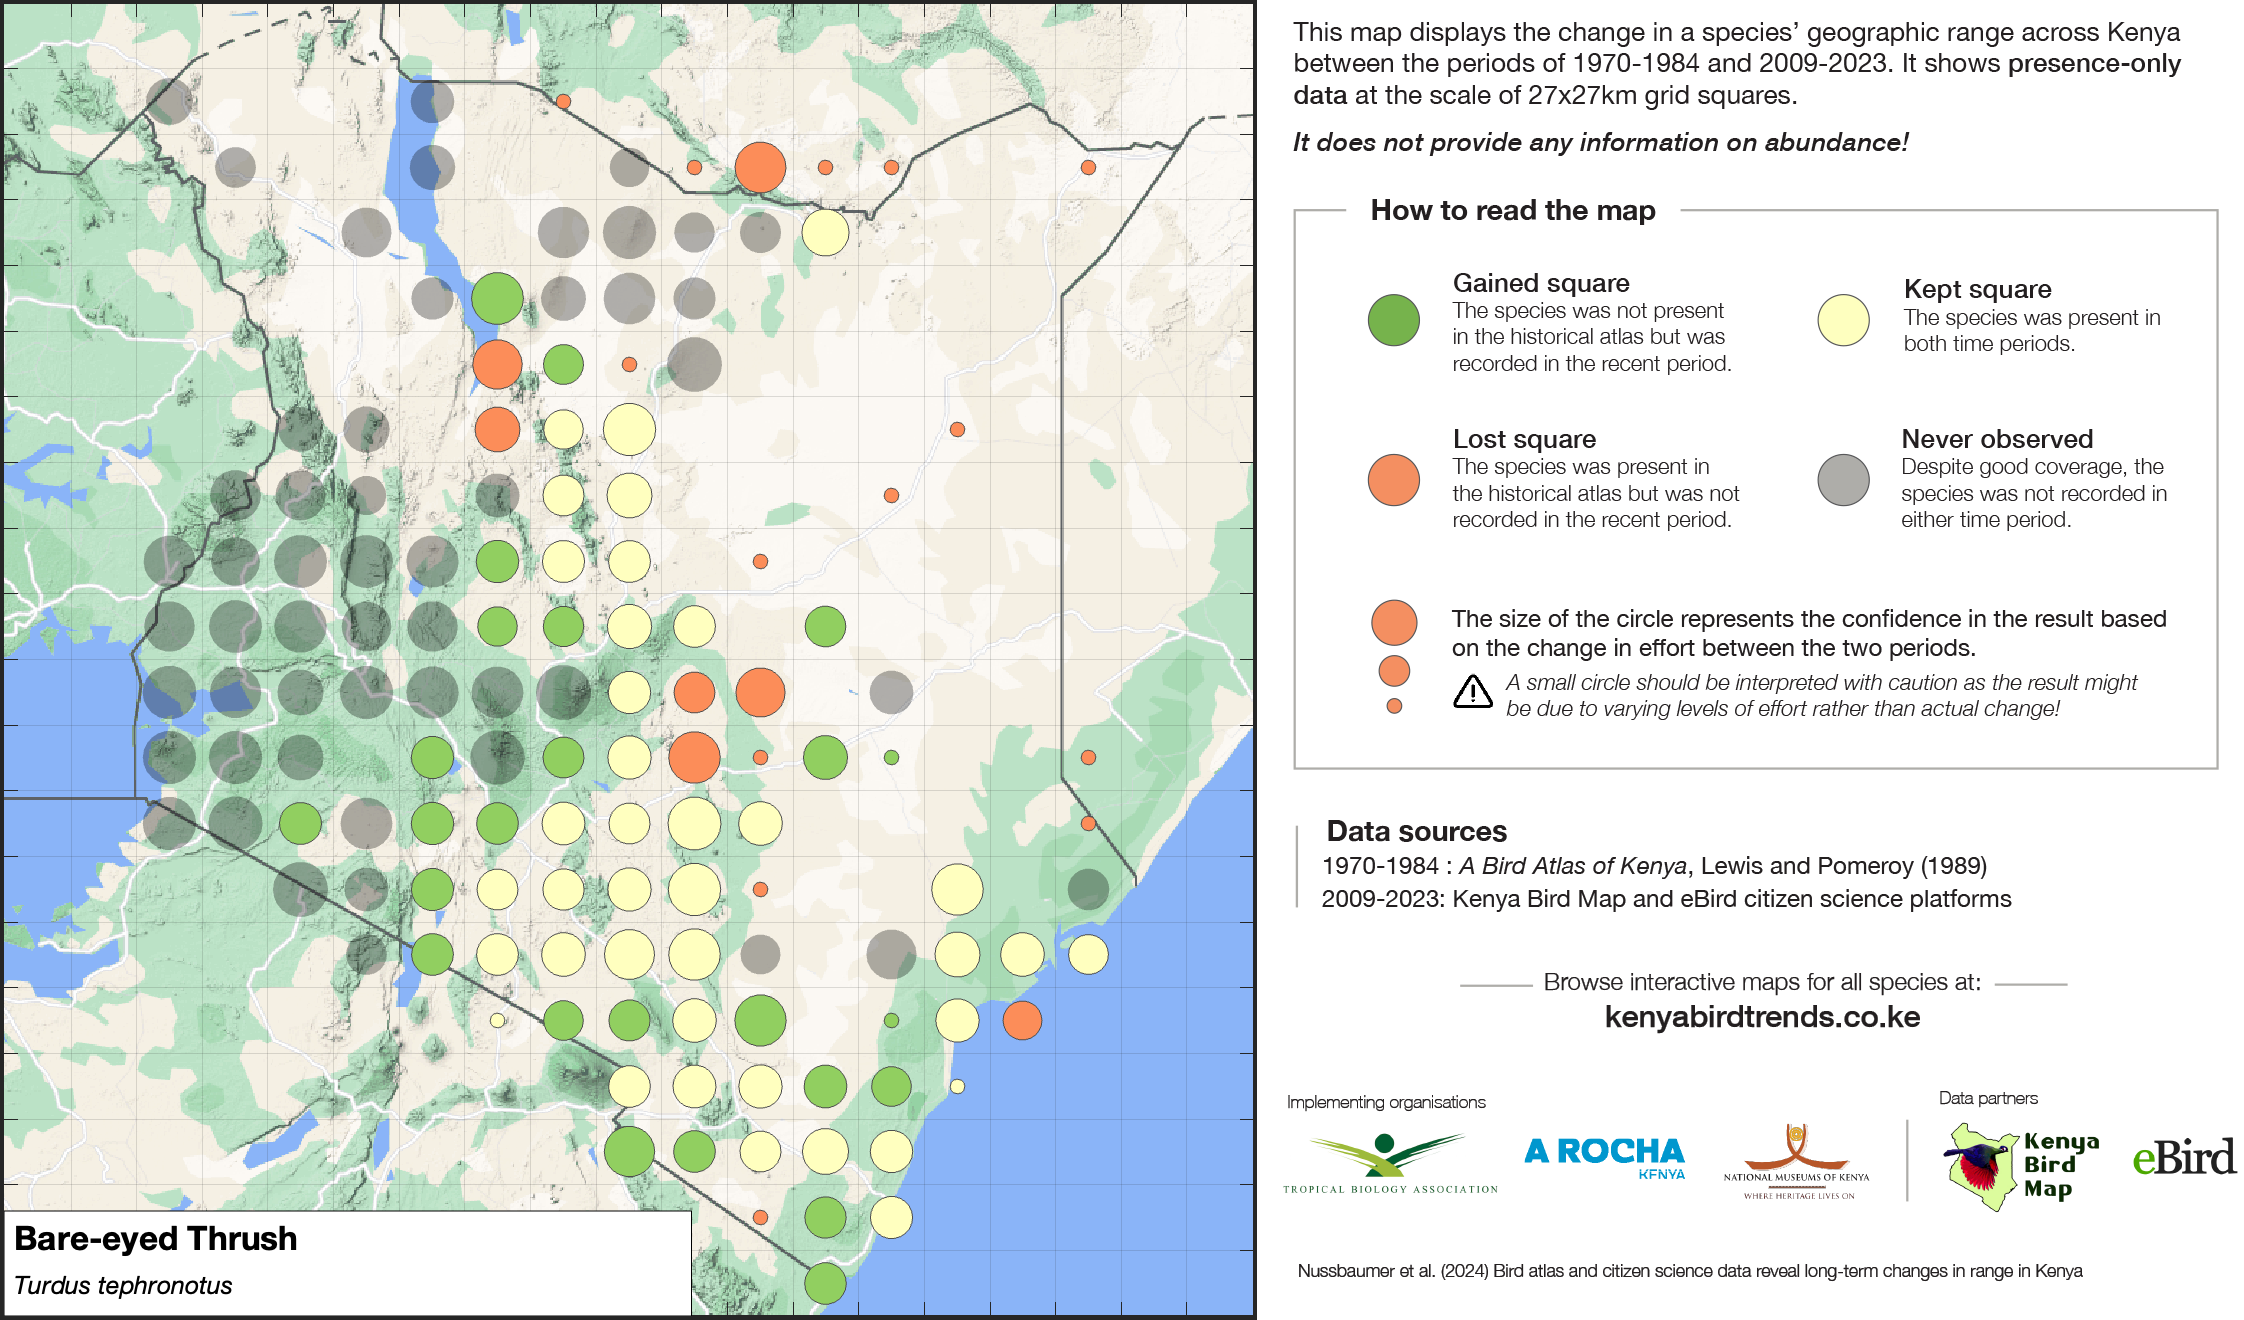 This map displays the change in a species’ geographic range across Kenya
between the periods of 1970-1984 and 2009-2023. It shows presence-only
data at the scale of 27x27km grid squares.
It does not provide any information on abundance!
How to read the map
Gained square
The species was not present
in the historical atlas but was
recorded in the recent period.
Kept square
The species was present in
both time periods.
Lost square
The species was present in
the historical atlas but was not
recorded in the recent period.
Never observed
Despite good coverage, the
species was not recorded in
either time period.
The size of the circle represents the confidence in the result based
on the change in effort between the two periods.
A small circle should be interpreted with caution as the result might
be due to varying levels of effort rather than actual change!
Data sources
1970-1984 : A Bird Atlas of Kenya, Lewis and Pomeroy (1989)
2009-2023: Kenya Bird Map and eBird citizen science platforms
Browse interactive maps for all species at:
kenyabirdtrends.co.ke
Implementing organisations
Data partners
TROPICAL BIOLOGY ASSOCIATION
A ROCHA
KENYA
NATIONAL MUSEUMS OF KENYA
WHERE HERITAGE LIVES ON
Kenya
Bird
Map
eBird
Nussbaumer et al. (2024) Bird atlas and citizen science data reveal long-term changes in range in Kenya
Bare-eyed Thrush
Turdus tephronotus